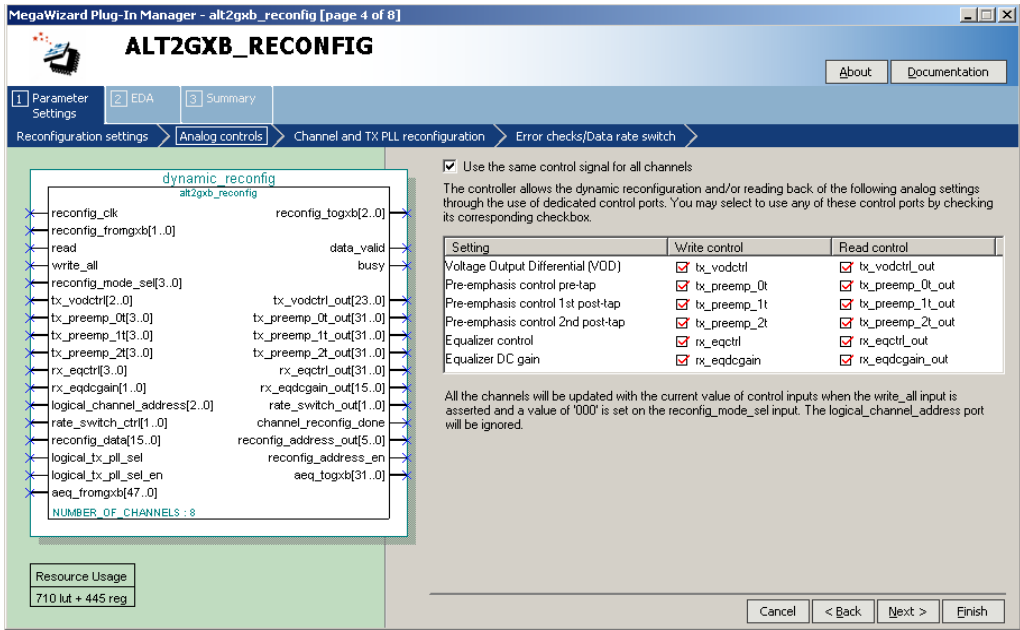 MegaWizard Plug-In Manager - alt2gxb_reconfig [page 4 of 8]
ALT2GXB_RECONFIG
About
Documentation
1 Parameter Settings
2 EDA
3 Summary
Reconfiguration settings
Analog controls
Channel and TX PLL reconfiguration
Error checks/Data rate switch
dynamic_reconfig
alt2gxb_reconfig
reconfig_clk
reconfig_togxb[2..0]
reconfig_fromgxb[1..0]
read
data_valid
write_all
busy
reconfig_mode_sel[3..0]
tx_vodctrl[2..0]
tx_vodctrl_out[23..0]
tx_preemp_0t[3..0]
tx_preemp_0t_out[31..0]
tx_preemp_1t[3..0]
tx_preemp_1t_out[31..0]
tx_preemp_2t[3..0]
tx_preemp_2t_out[31..0]
rx_eqctrl[3..0]
rx_eqctrl_out[31..0]
rx_eqdcgain[1..0]
rx_eqdcgain_out[15..0]
logical_channel_address[2..0]
rate_switch_out[1..0]
rate_switch_ctrl[1..0]
channel_reconfig_done
reconfig_data[15..0]
reconfig_address_out[5..0]
logical_tx_pll_sel
reconfig_address_en
logical_tx_pll_sel_en
aeq_togxb[31..0]
aeq_fromgxb[47..0]
NUMBER_OF_CHANNELS : 8
Resource Usage
710 lut + 445 reg
Use the same control signal for all channels
The controller allows the dynamic reconfiguration and/or reading back of the following analog settings
through the use of dedicated control ports. You may select to use any of these control ports by checking
its corresponding checkbox.
Setting Write control Read control
Voltage Output Differential (VOD) tx_vodctrl tx_vodctrl_out
Pre-emphasis control pre-tap tx_preemp_0t tx_preemp_0t_out
Pre-emphasis control 1st post-tap tx_preemp_1t tx_preemp_1t_out
Pre-emphasis control 2nd post-tap tx_preemp_2t tx_preemp_2t_out
Equalizer control rx_eqctrl rx_eqctrl_out
Equalizer DC gain rx_eqdcgain rx_eqdcgain_out
All the channels will be updated with the current value of control inputs when the write_all input is
asserted and a value of '000' is set on the reconfig_mode_sel input. The logical_channel_address port
will be ignored.
Cancel
< Back
Next >
Finish